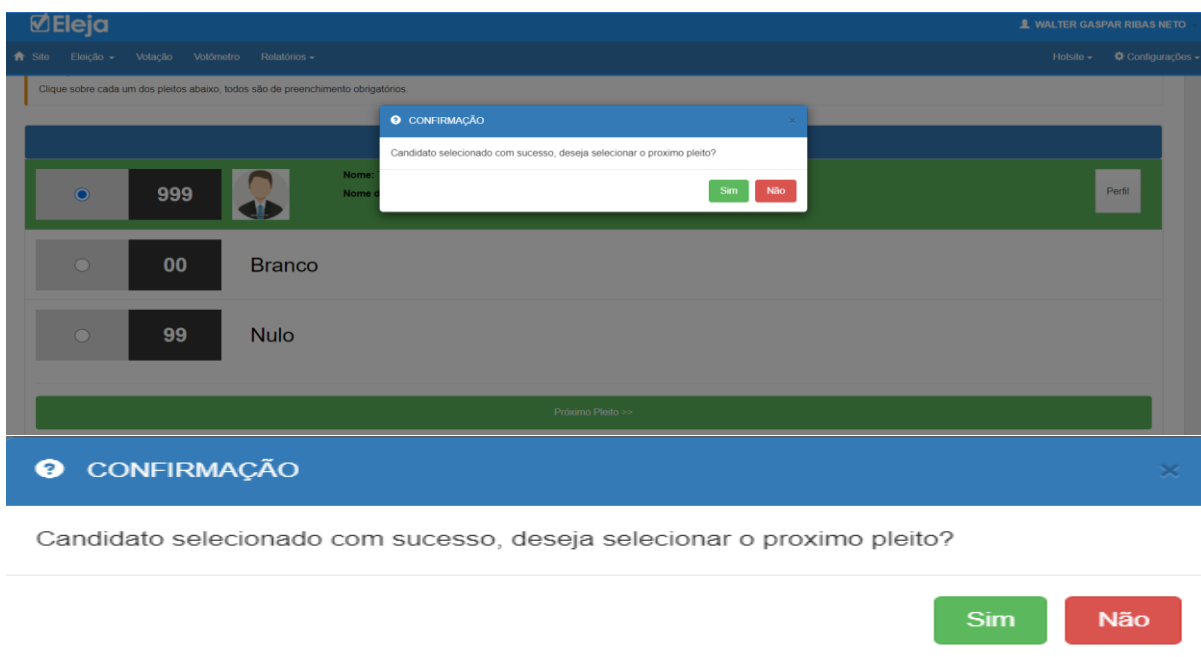 Eleja
WALTER GASPAR RIBAS NETO
Site Eleição Votação Votômetro Relatórios Hotsite Configurações
Clique sobre cada um dos pleitos abaixo, todos são de preenchimento obrigatórios.
CONFIRMAÇÃO
Candidato selecionado com sucesso, deseja selecionar o proximo pleito?
Sim Não
999
Nome:
Nome d
Perfil
00 Branco
99 Nulo
Próximo Pleito >>
CONFIRMAÇÃO
Candidato selecionado com sucesso, deseja selecionar o proximo pleito?
Sim Não